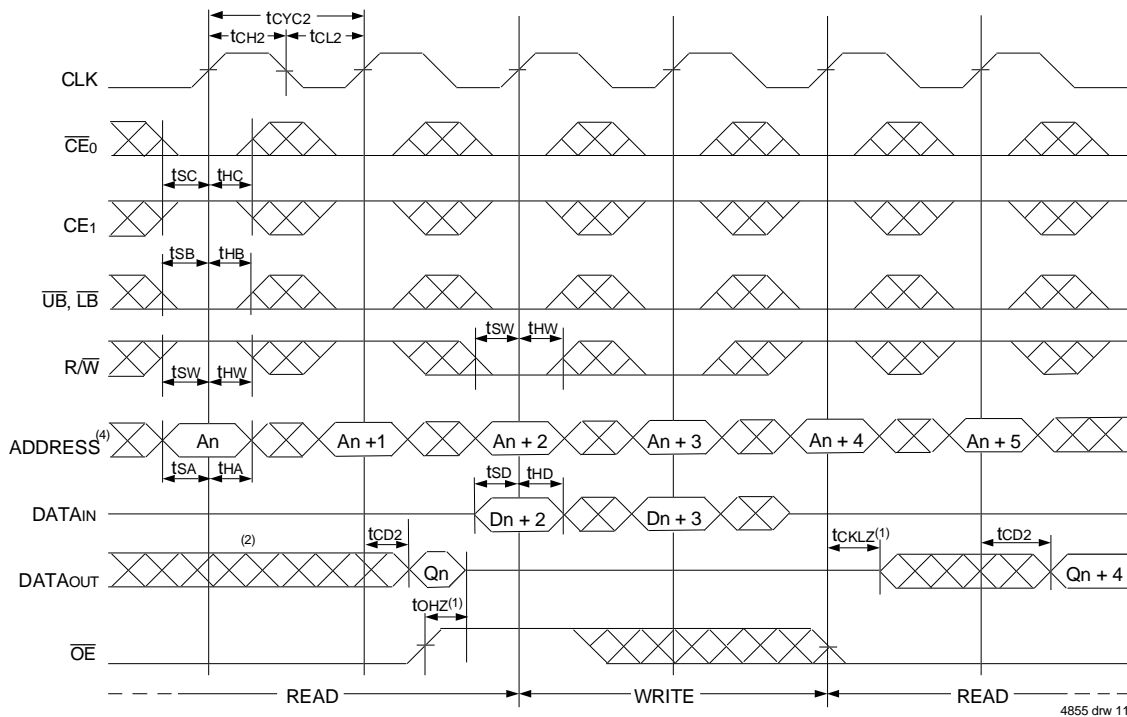 tCYC2
tCH2 tCL2
CLK
CE0
tSC tHC
CE1
tSB tHB
UB, LB
tSW tHW
R/W
tSW tHW
ADDRESS(4) An An +1 An + 2 An + 3 An + 4 An + 5
tSA tHA tSD tHD
DATAIN Dn + 2 Dn + 3
tCD2 tCKLZ(1) tCD2
(2)
DATAOUT Qn Qn + 4
tOHZ(1)
OE
READ WRITE READ
4855 drw 11